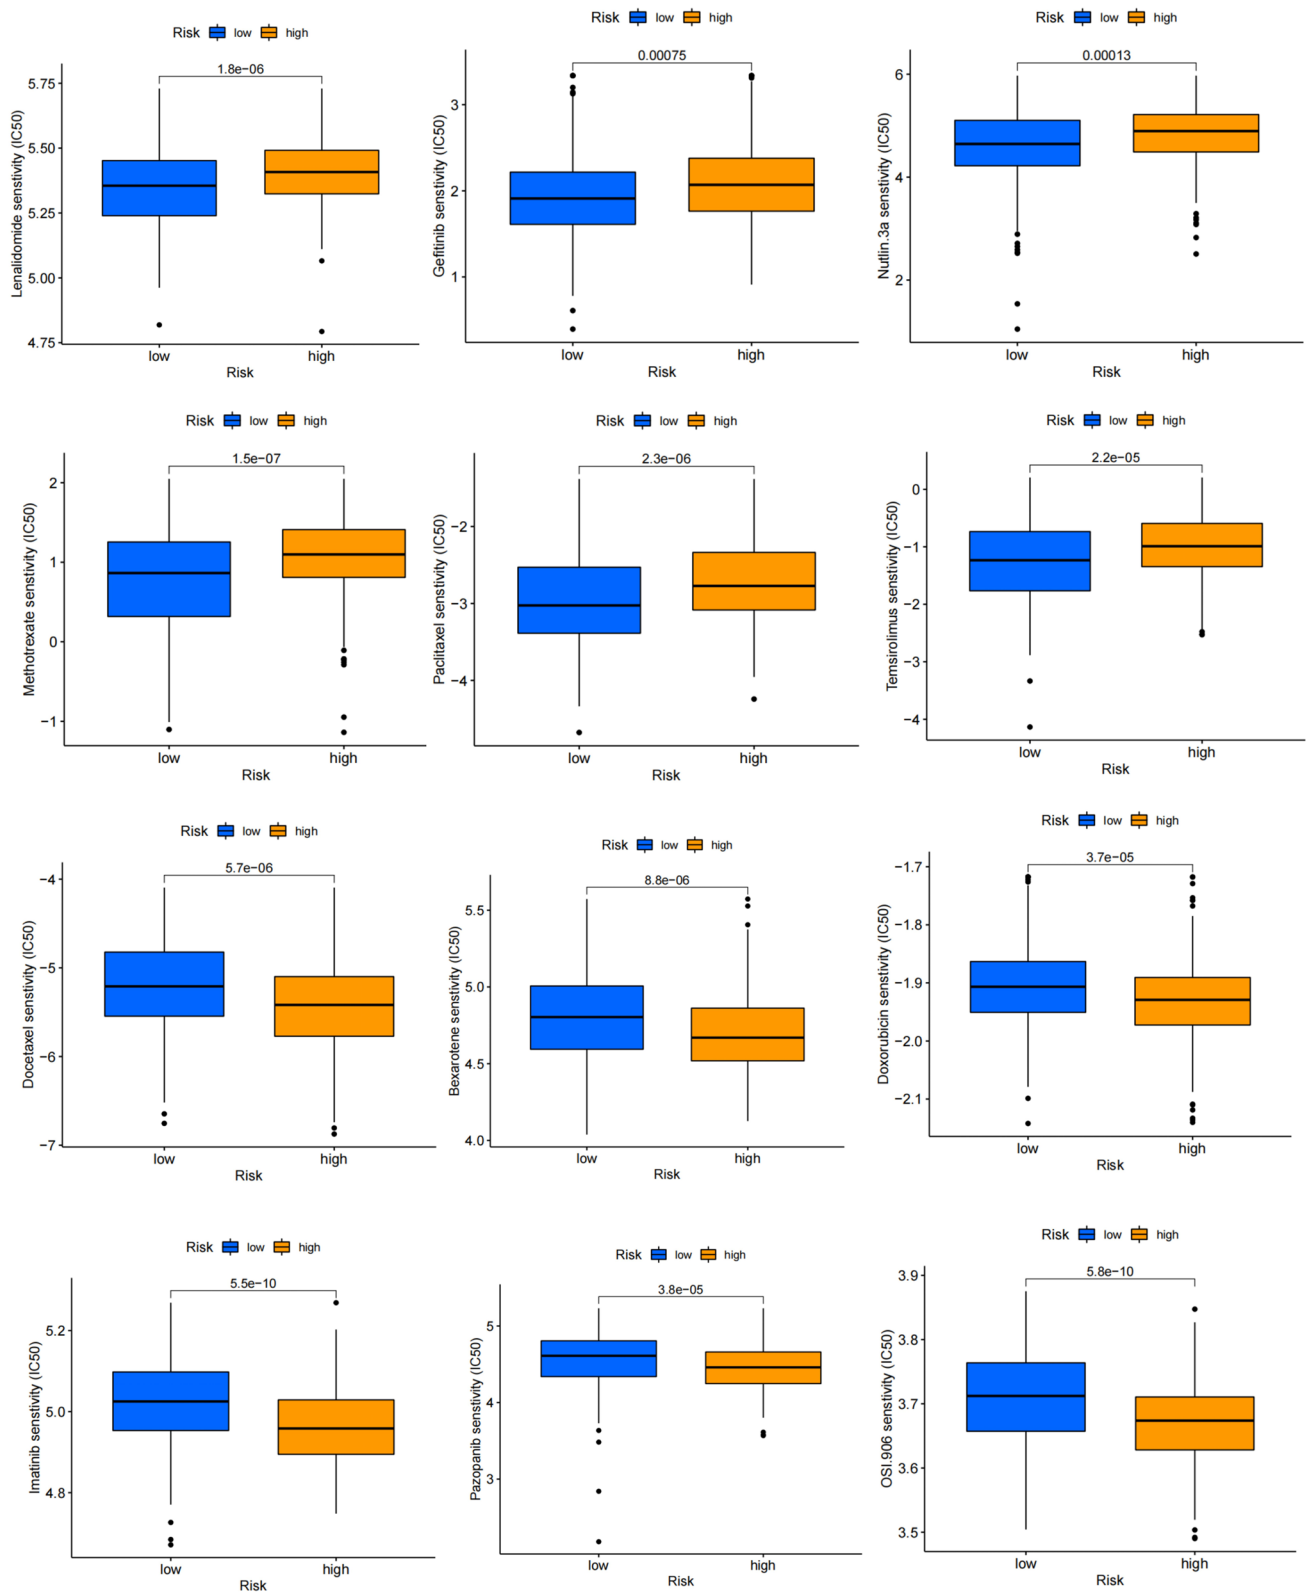 Risk low high
1.8e−06
Lenalidomide senstivity (IC50)
5.75
5.50
5.25
5.00
4.75
low high
Risk
Risk low high
0.00075
Gefitinib senstivity (IC50)
3
2
1
low high
Risk
Risk low high
0.00013
Nutlin.3a senstivity (IC50)
6
4
2
low high
Risk
Risk low high
1.5e−07
Methotrexate senstivity (IC50)
2
1
0
−1
low high
Risk
Risk low high
2.3e−06
Paclitaxel senstivity (IC50)
−2
−3
−4
low high
Risk
Risk low high
2.2e−05
Temsirolimus senstivity (IC50)
0
−1
−2
−3
−4
low high
Risk
Risk low high
5.7e−06
Docetaxel senstivity (IC50)
−4
−5
−6
−7
low high
Risk
Risk low high
8.8e−06
Bexarotene senstivity (IC50)
5.5
5.0
4.5
4.0
low high
Risk
Risk low high
3.7e−05
Doxorubicin senstivity (IC50)
−1.7
−1.8
−1.9
−2.0
−2.1
low high
Risk
Risk low high
5.5e−10
Imatinib senstivity (IC50)
5.2
5.0
4.8
low high
Risk
Risk low high
3.8e−05
Pazopanib senstivity (IC50)
5
4
3
low high
Risk
Risk low high
5.8e−10
OSI.906 senstivity (IC50)
3.9
3.8
3.7
3.6
3.5
low high
Risk